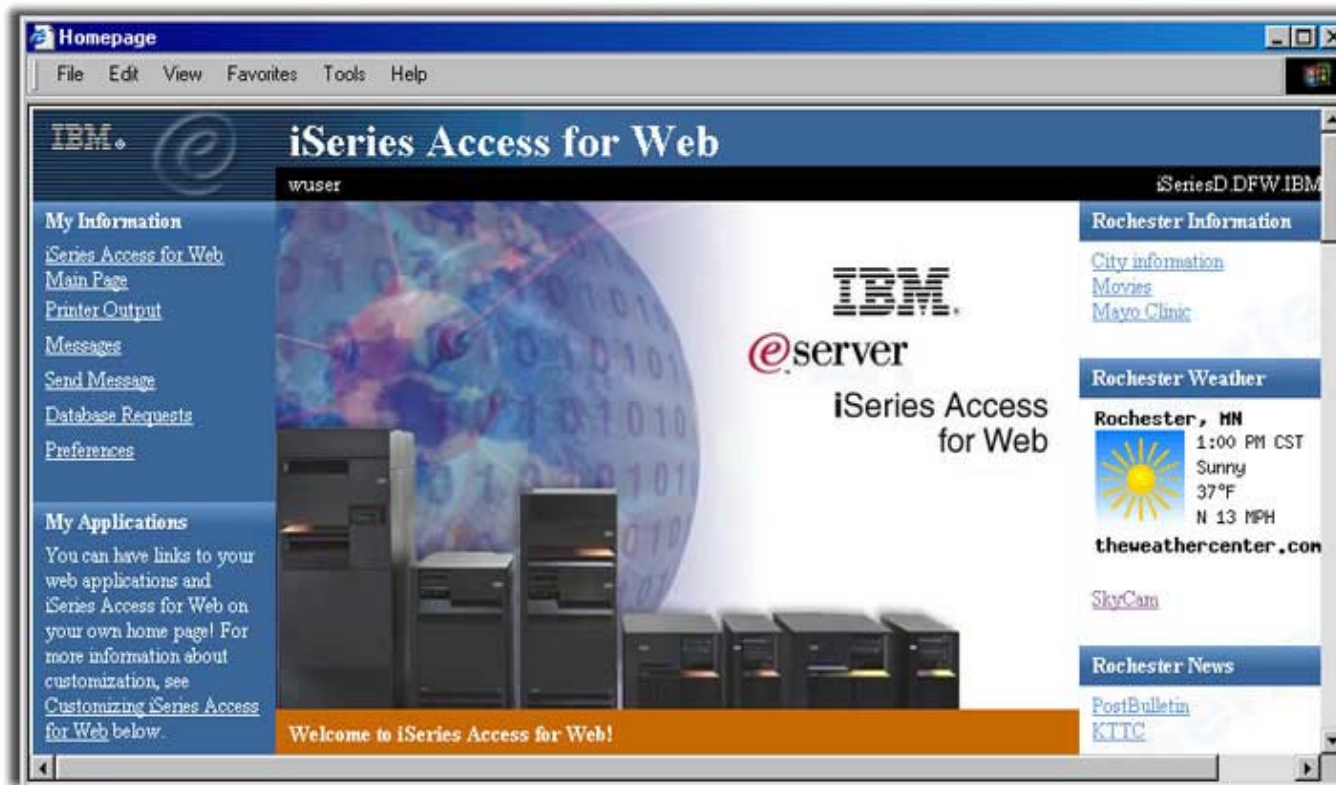 Homepage
File Edit View Favorites Tools Help
IBM
iSeries Access for Web
wuser
iSeriesD.DFW.IBM
My Information
iSeries Access for Web
Main Page
Printer Output
Messages
Send Message
Database Requests
Preferences
My Applications
You can have links to your
web applications and
iSeries Access for Web on
your own home page! For
more information about
customization, see
Customizing iSeries Access
for Web below.
IBM.
eserver
iSeries Access
for Web
Welcome to iSeries Access for Web!
Rochester Information
City information
Movies
Mayo Clinic
Rochester Weather
Rochester, MN
1:00 PM CST
Sunny
37°F
N 13 MPH
theweathercenter.com
SkyCam
Rochester News
PostBulletin
KTTC